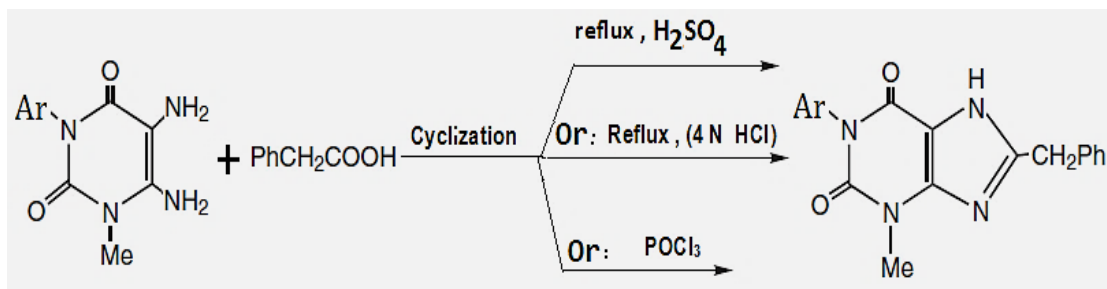 reflux , H₂SO₄
O
Ar
N
NH₂
O
N
NH₂
Me
+
PhCH₂COOH
Cyclization
Or: Reflux , (4 N HCl)
Or: POCl₃
O
H
Ar
N
N
CH₂Ph
O
N
N
Me